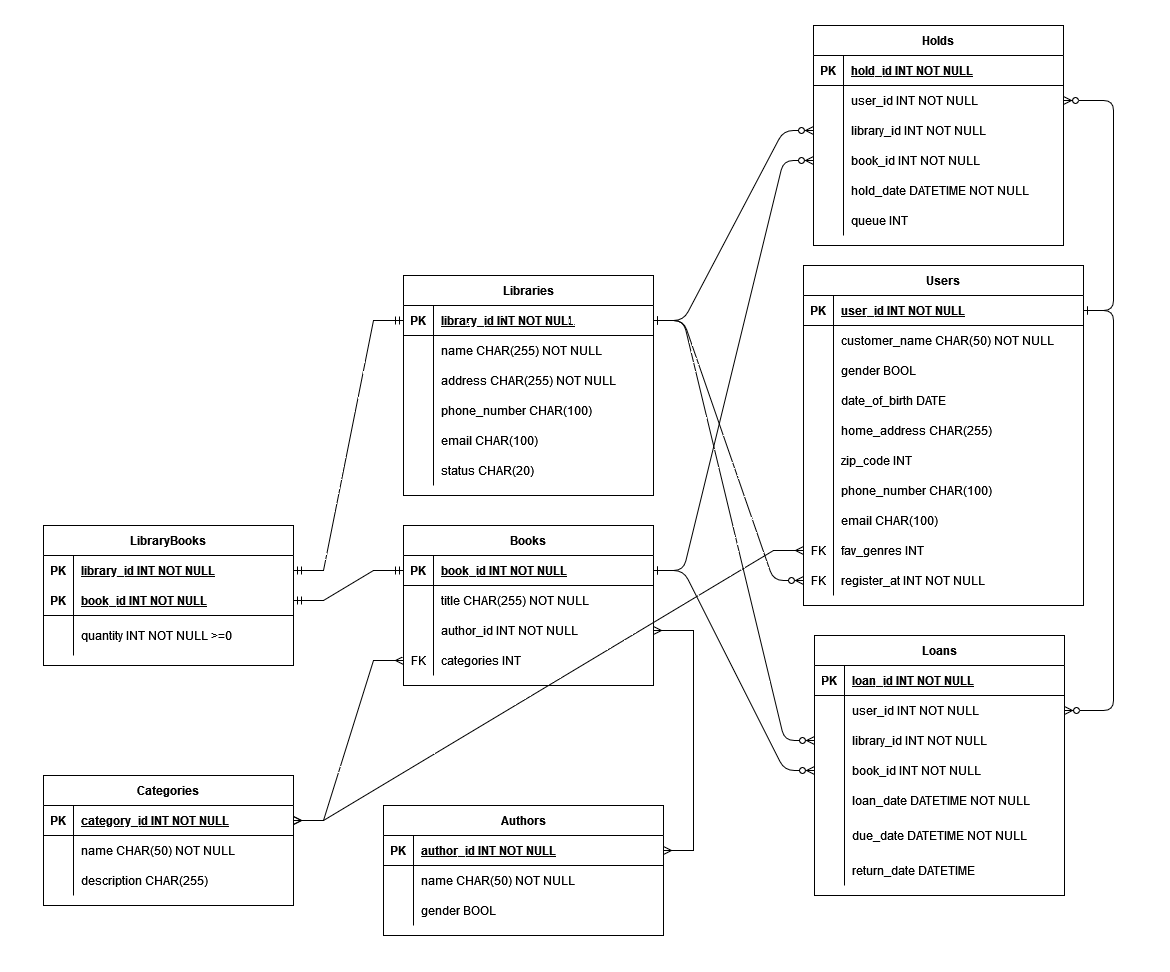 Holds
PK hold_id INT NOT NULL
user_id INT NOT NULL
library_id INT NOT NULL
book_id INT NOT NULL
hold_date DATETIME NOT NULL
queue INT
Libraries
PK library_id INT NOT NULL
name CHAR(255) NOT NULL
address CHAR(255) NOT NULL
phone_number CHAR(100)
email CHAR(100)
status CHAR(20)
Users
PK user_id INT NOT NULL
customer_name CHAR(50) NOT NULL
gender BOOL
date_of_birth DATE
home_address CHAR(255)
zip_code INT
phone_number CHAR(100)
email CHAR(100)
FK fav_genres INT
FK register_at INT NOT NULL
LibraryBooks
PK library_id INT NOT NULL
PK book_id INT NOT NULL
quantity INT NOT NULL >=0
Books
PK book_id INT NOT NULL
title CHAR(255) NOT NULL
author_id INT NOT NULL
FK categories INT
Loans
PK loan_id INT NOT NULL
user_id INT NOT NULL
library_id INT NOT NULL
book_id INT NOT NULL
loan_date DATETIME NOT NULL
due_date DATETIME NOT NULL
return_date DATETIME
Categories
PK category_id INT NOT NULL
name CHAR(50) NOT NULL
description CHAR(255)
Authors
PK author_id INT NOT NULL
name CHAR(50) NOT NULL
gender BOOL